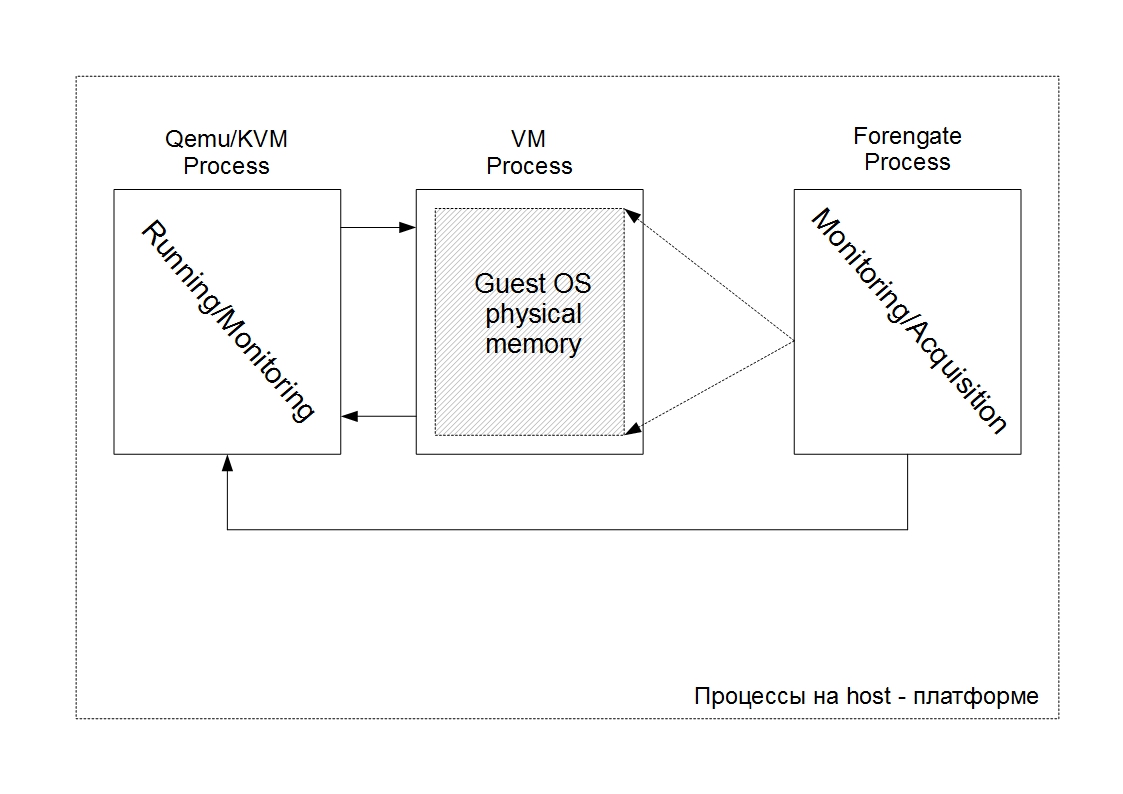 Qemu/KVM
Process
VM
Process
Forengate
Process
Running/Monitoring
Guest OS
physical
memory
Monitoring/Acquisition
Процессы на host - платформе